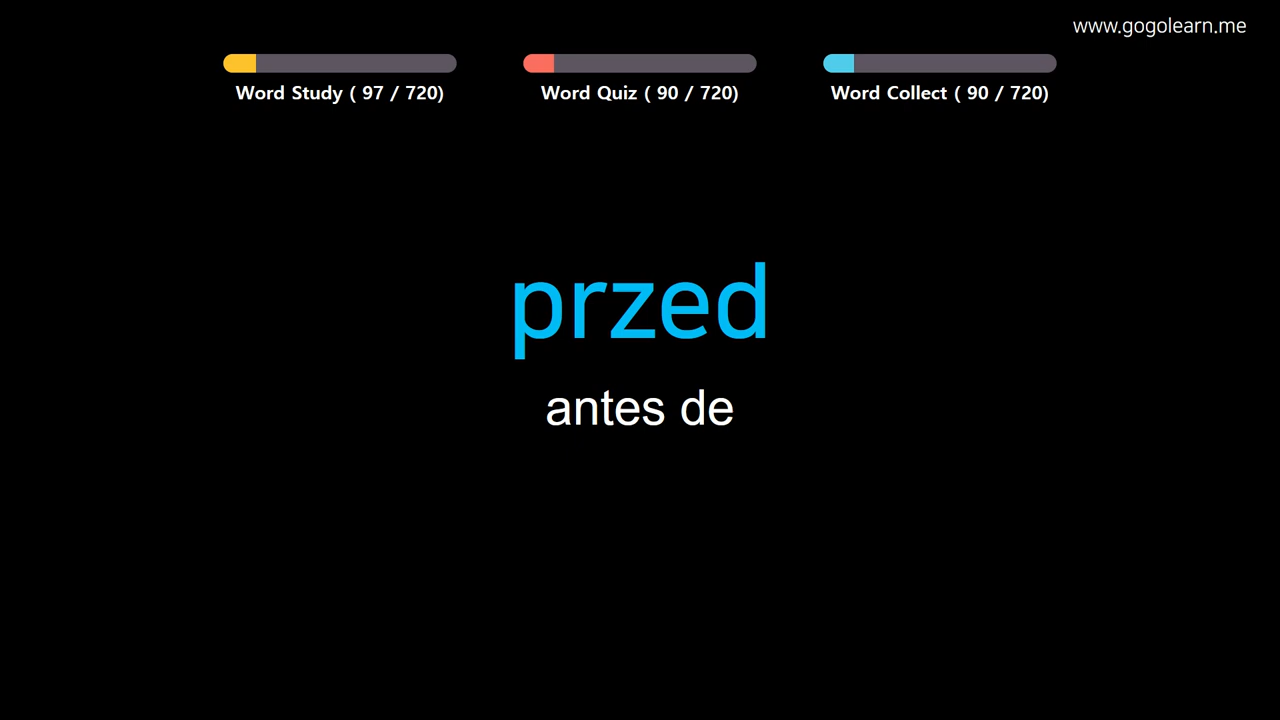 www.gogolearn.me
Word Study ( 97 / 720)
Word Quiz ( 90 / 720)
Word Collect ( 90 / 720)
przed
antes de